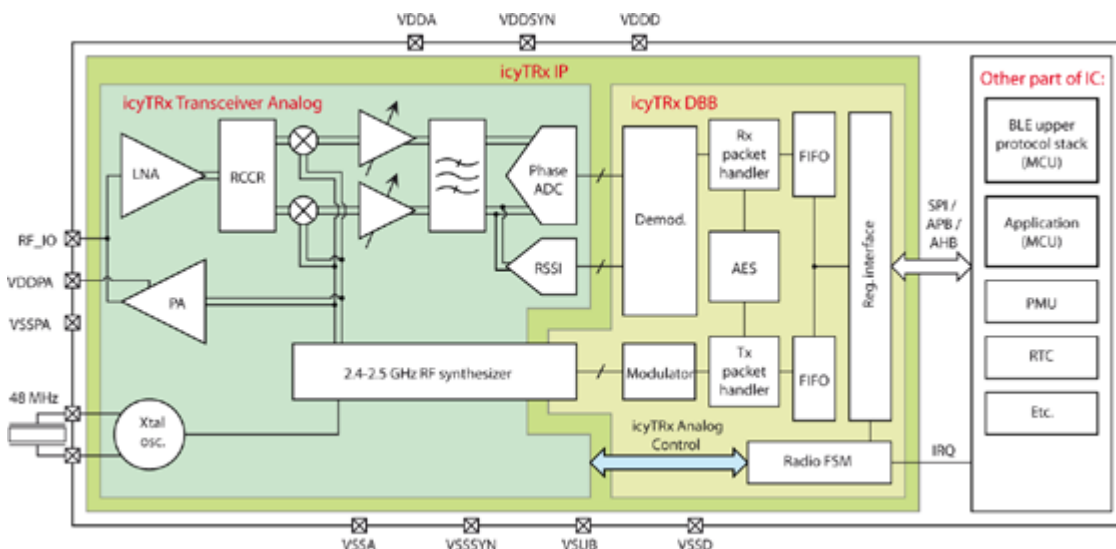 VDDA
VDDSYN
VDDD
icyTRx IP
Other part of IC:
icyTRx Transceiver Analog
icyTRx DBB
BLE upper
protocol stack
(MCU)
LNA
RCCR
Phase
ADC
Demod.
Rx
packet
handler
FIFO
Reg.interface
SPI /
APB /
AHB
Application
(MCU)
RF_IO
RSSI
AES
VDDPA
PA
PMU
VSSPA
2.4-2.5 GHz RF synthesizer
Modulator
Tx
packet
handler
FIFO
RTC
48 MHz
Xtal
osc.
icyTRx Analog
Control
Etc.
Radio FSM
IRQ
VSSA
VSSSYN
VSUB
VSSD